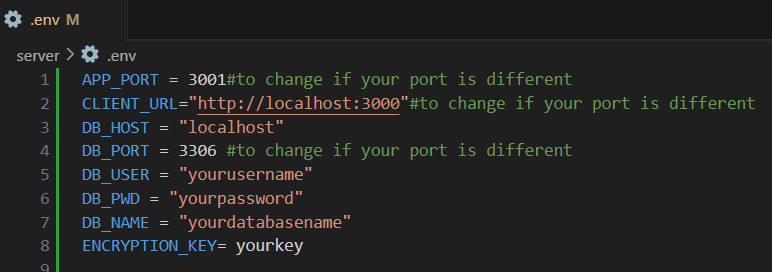 .env M
server > .env
1 APP_PORT = 3001#to change if your port is different
2 CLIENT_URL="http://localhost:3000"#to change if your port is different
3 DB_HOST = "localhost"
4 DB_PORT = 3306 #to change if your port is different
5 DB_USER = "yourusername"
6 DB_PWD = "yourpassword"
7 DB_NAME = "yourdatabasename"
8 ENCRYPTION_KEY= yourkey
9